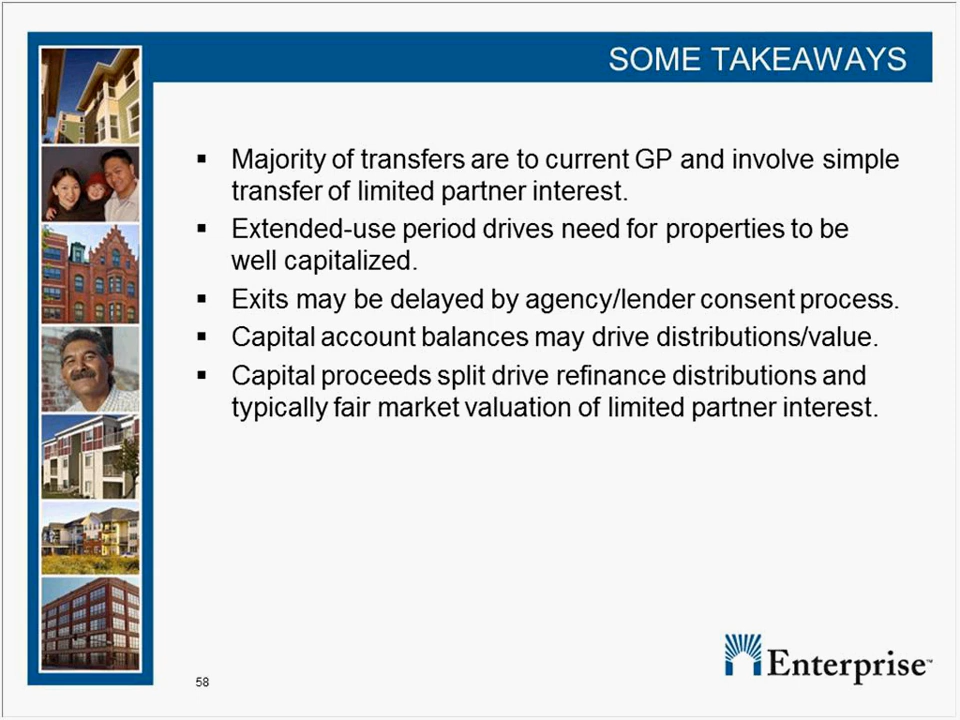 SOME TAKEAWAYS
▪ Majority of transfers are to current GP and involve simple
transfer of limited partner interest.
▪ Extended-use period drives need for properties to be
well capitalized.
▪ Exits may be delayed by agency/lender consent process.
▪ Capital account balances may drive distributions/value.
▪ Capital proceeds split drive refinance distributions and
typically fair market valuation of limited partner interest.
Enterprise™
58